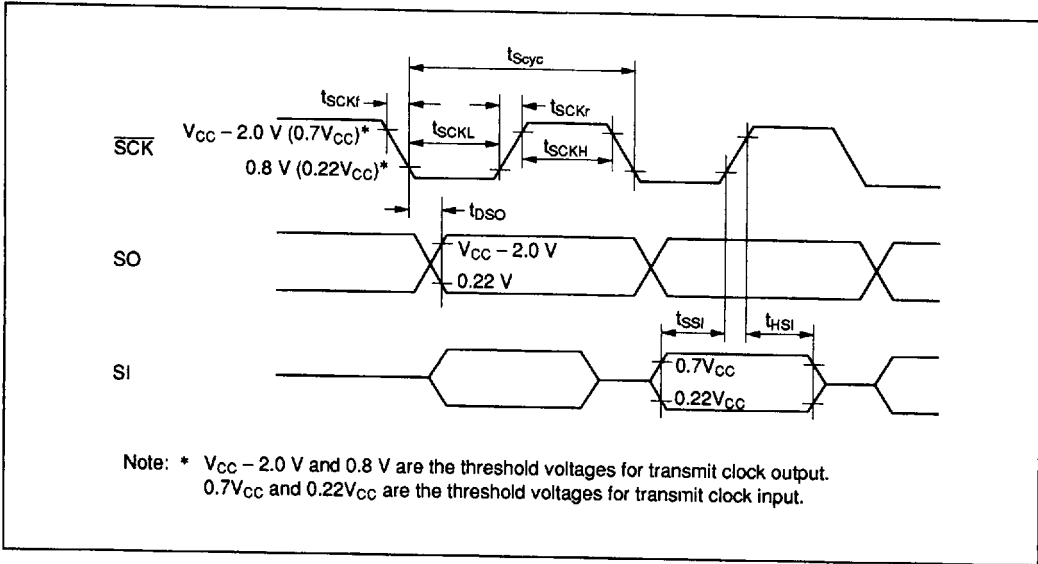 tScyc
tSCKf
tSCKr
SCK
VCC – 2.0 V (0.7VCC)*
tSCKL
tSCKH
0.8 V (0.22VCC)*
tDSO
SO
VCC – 2.0 V
0.22 V
tSSI
tHSI
SI
0.7VCC
0.22VCC
Note: * VCC – 2.0 V and 0.8 V are the threshold voltages for transmit clock output.
0.7VCC and 0.22VCC are the threshold voltages for transmit clock input.